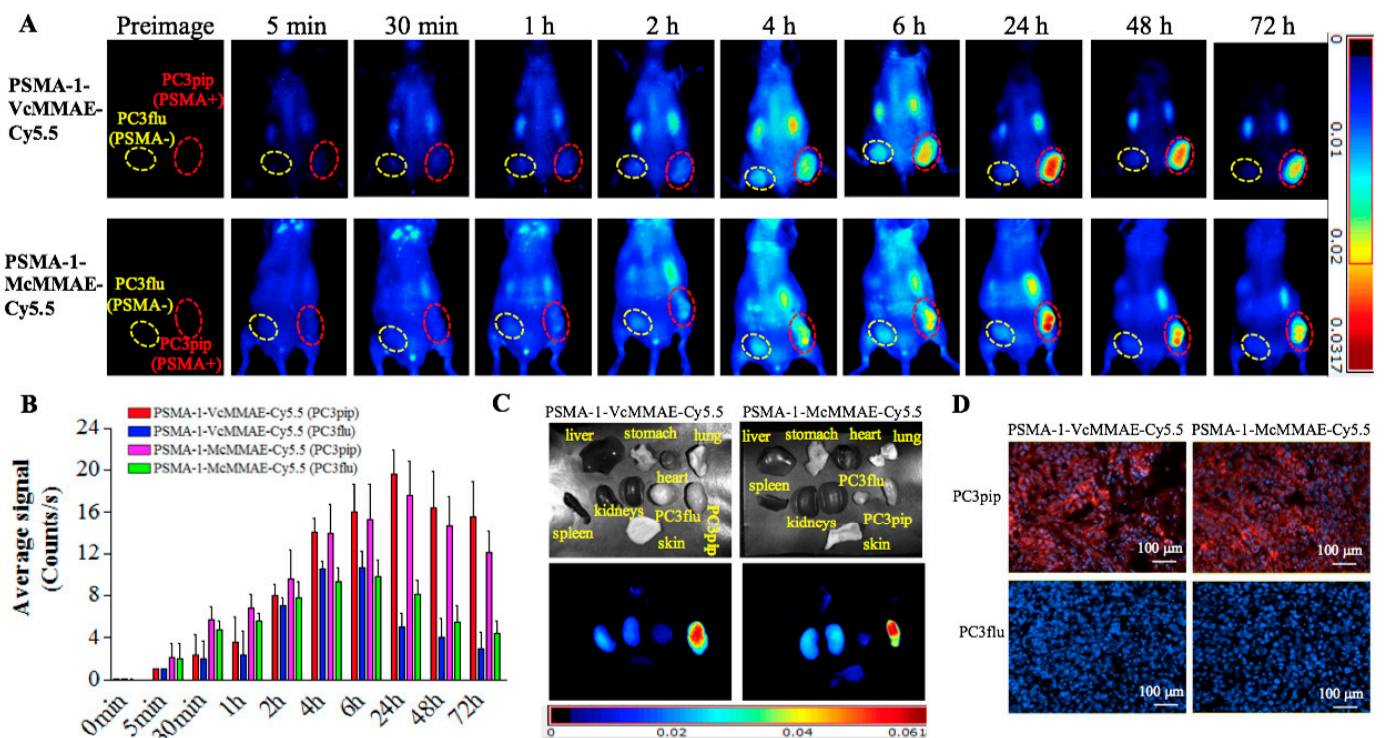 A
Preimage 5 min 30 min 1 h 2 h 4 h 6 h 24 h 48 h 72 h
PSMA-1-
VcMMAE-
Cy5.5
PC3pip
(PSMA+)
PC3flu
(PSMA-)
PSMA-1-
McMMAE-
Cy5.5
PC3flu
(PSMA-)
PC3pip
(PSMA+)
0
0.01
0.02
0.0317
B
PSMA-1-VcMMAE-Cy5.5 (PC3pip)
PSMA-1-VcMMAE-Cy5.5 (PC3flu)
PSMA-1-McMMAE-Cy5.5 (PC3pip)
PSMA-1-McMMAE-Cy5.5 (PC3flu)
Average signal
(Counts/s)
24
20
16
12
8
4
0
0min 5min 30min 1h 2h 4h 6h 24h 48h 72h
C
PSMA-1-VcMMAE-Cy5.5 PSMA-1-McMMAE-Cy5.5
liver stomach lung
heart
spleen kidneys PC3flu PC3pip
skin
liver stomach heart lung
spleen PC3flu
kidneys PC3pip
skin
0 0.02 0.04 0.061
D
PSMA-1-VcMMAE-Cy5.5 PSMA-1-McMMAE-Cy5.5
PC3pip
100 μm 100 μm
PC3flu
100 μm 100 μm